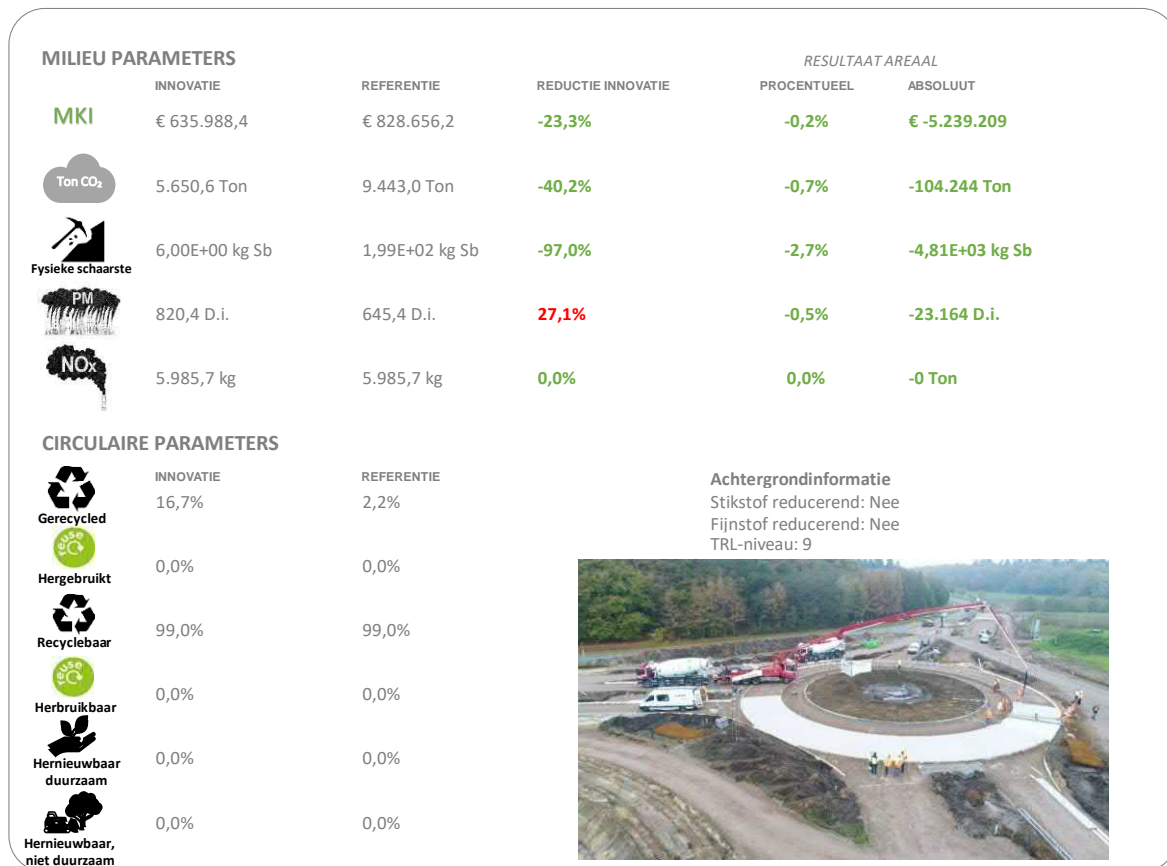 MILIEU PARAMETERS
RESULTAAT AREAAL
INNOVATIE REFERENTIE REDUCTIE INNOVATIE PROCENTUEEL ABSOLUUT
MKI € 635.988,4 € 828.656,2 -23,3% -0,2% € -5.239.209
Ton CO₂ 5.650,6 Ton 9.443,0 Ton -40,2% -0,7% -104.244 Ton
Fysieke schaarste 6,00E+00 kg Sb 1,99E+02 kg Sb -97,0% -2,7% -4,81E+03 kg Sb
PM 820,4 D.i. 645,4 D.i. 27,1% -0,5% -23.164 D.i.
NOx 5.985,7 kg 5.985,7 kg 0,0% 0,0% -0 Ton
CIRCULAIRE PARAMETERS
INNOVATIE REFERENTIE
Gerecycled 16,7% 2,2%
reuse
Hergebruikt 0,0% 0,0%
Recyclebaar 99,0% 99,0%
reuse
Herbruikbaar 0,0% 0,0%
Hernieuwbaar
duurzaam 0,0% 0,0%
Hernieuwbaar,
niet duurzaam 0,0% 0,0%
Achtergrondinformatie
Stikstof reducerend: Nee
Fijnstof reducerend: Nee
TRL-niveau: 9